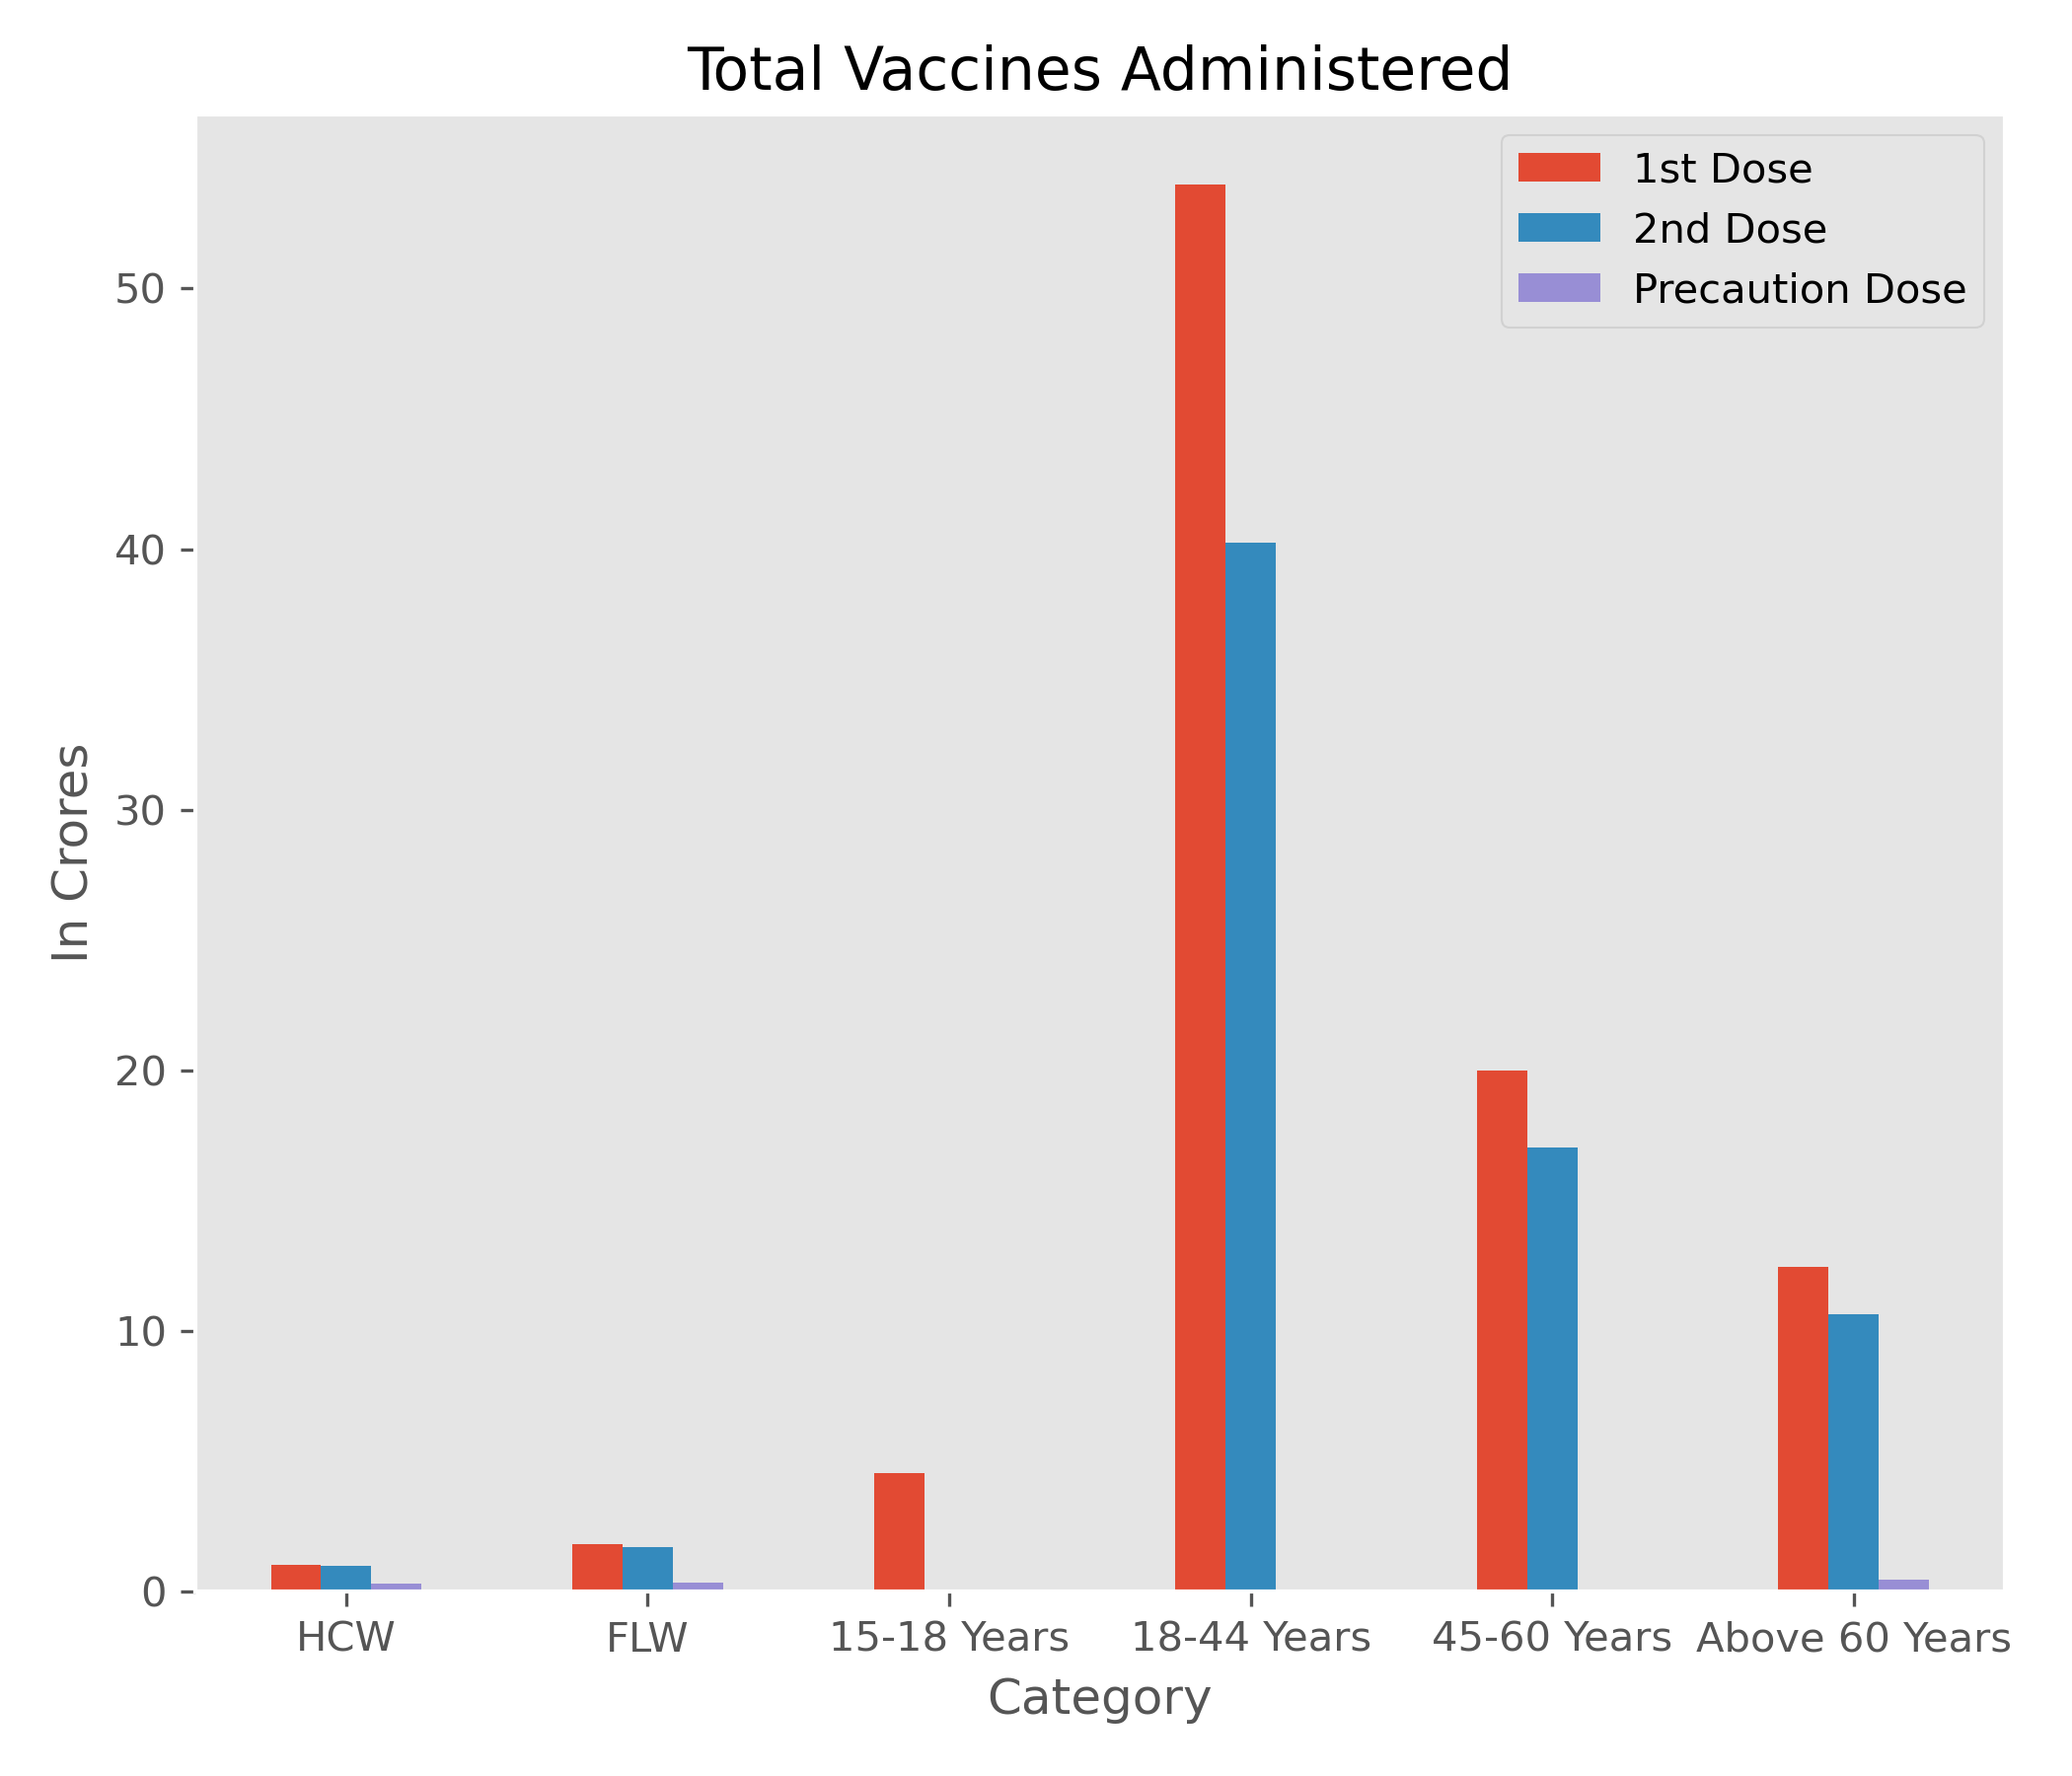 Total Vaccines Administered
1st Dose
2nd Dose
Precaution Dose
50
40
30
20
10
0
In Crores
HCW
FLW
15-18 Years
18-44 Years
45-60 Years
Above 60 Years
Category